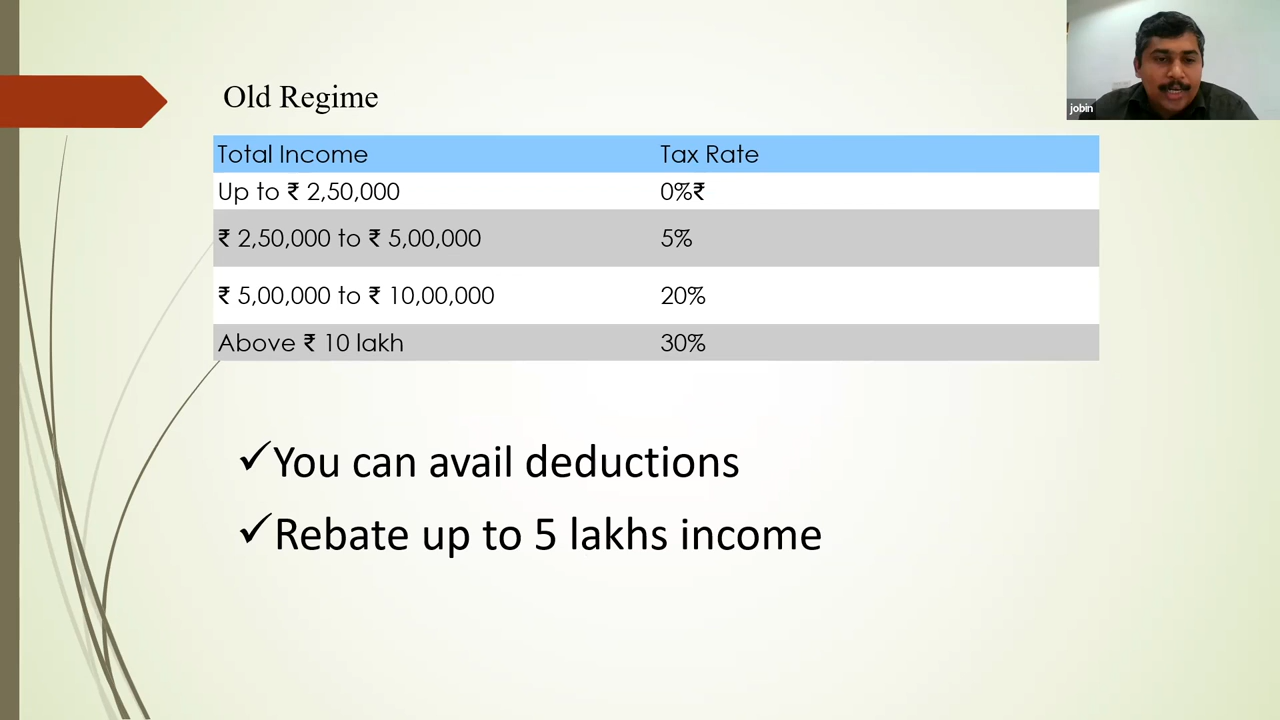 Old Regime
Total Income Tax Rate
Up to ₹ 2,50,000 0%₹
₹ 2,50,000 to ₹ 5,00,000 5%
₹ 5,00,000 to ₹ 10,00,000 20%
Above ₹ 10 lakh 30%
✓You can avail deductions
✓Rebate up to 5 lakhs income
jobin